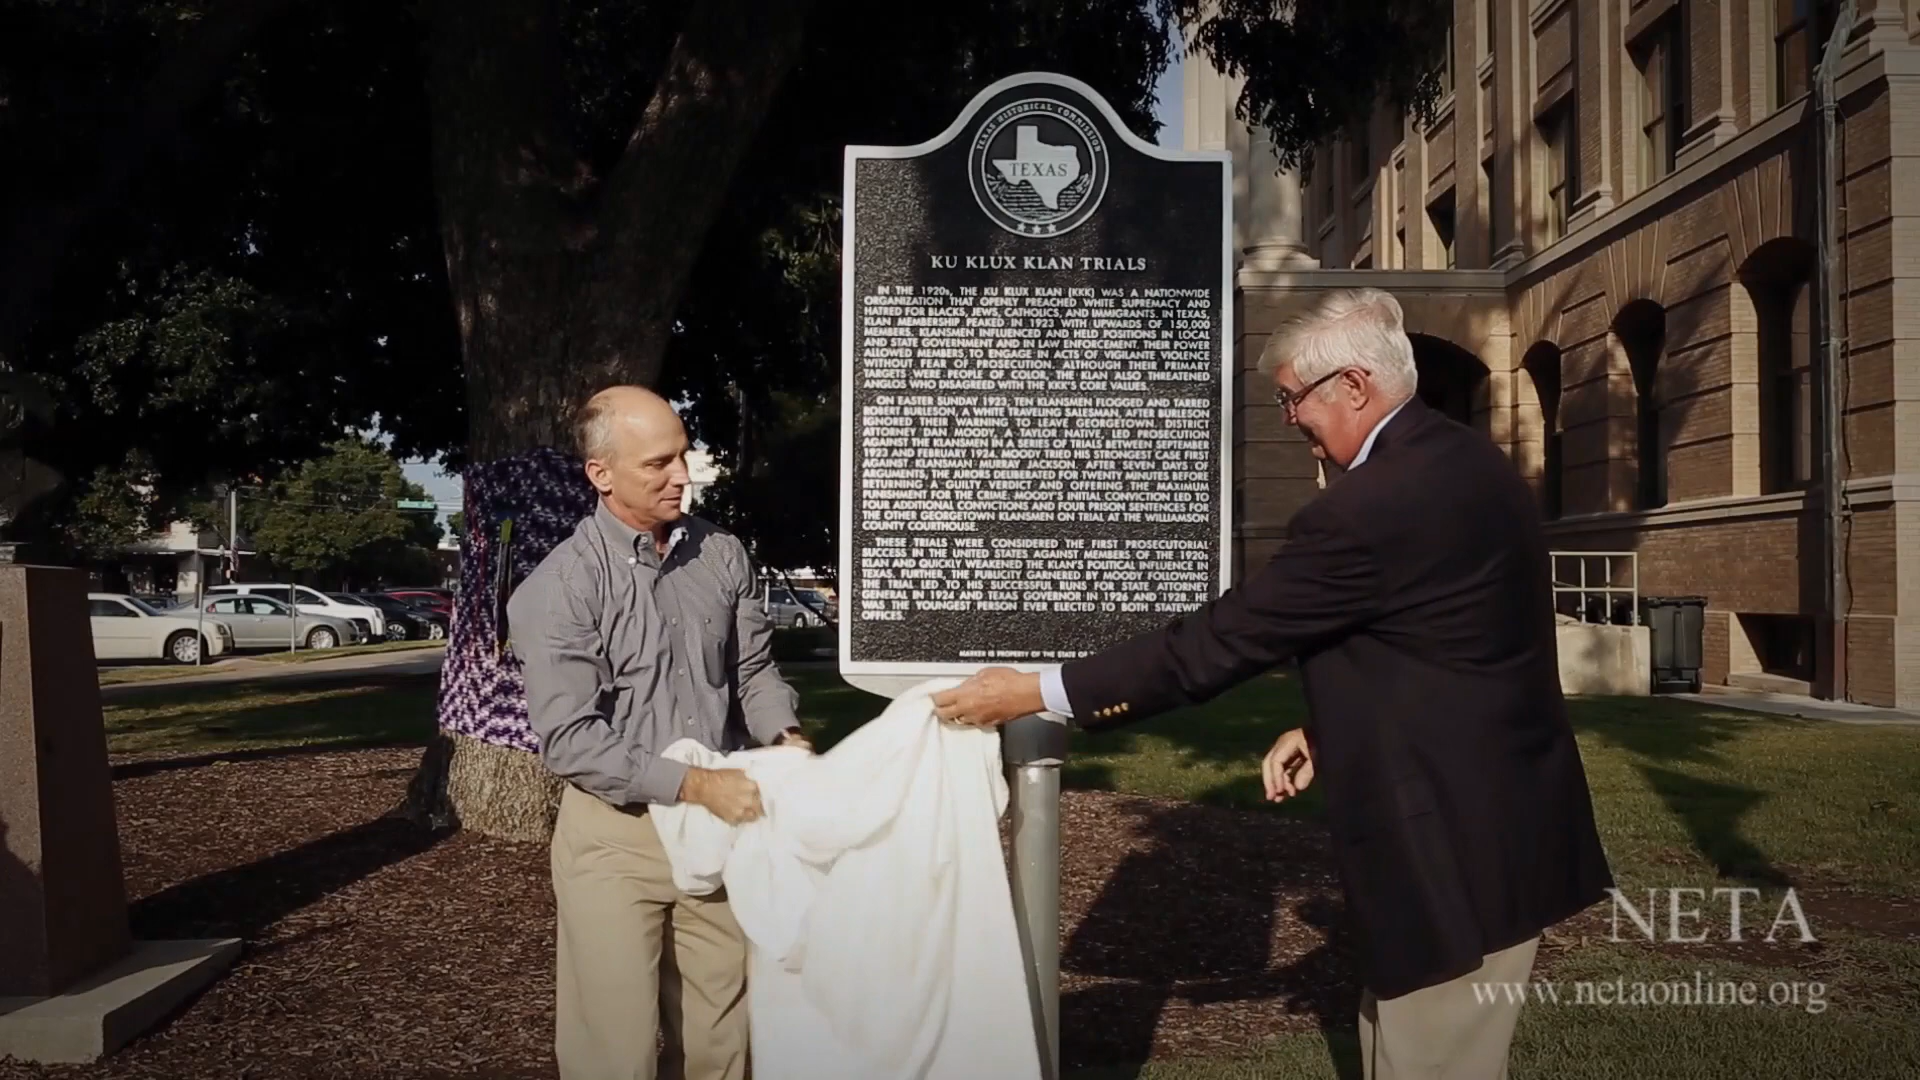 TEXAS HISTORICAL COMMISSION
TEXAS
KU KLUX KLAN TRIALS
IN THE 1920s, THE KU KLUX KLAN (KKK) WAS A NATIONWIDE
ORGANIZATION THAT OPENLY PREACHED WHITE SUPREMACY AND
HATRED FOR BLACKS, JEWS, CATHOLICS, AND IMMIGRANTS. IN TEXAS,
KLAN MEMBERSHIP PEAKED IN 1923 WITH UPWARDS OF 150,000
MEMBERS. KLANSMEN INFLUENCED AND HELD POSITIONS IN LOCAL
AND STATE GOVERNMENT AND IN LAW ENFORCEMENT. THEIR POWER
ALLOWED MEMBERS TO ENGAGE IN ACTS OF VIGILANTE VIOLENCE
WITHOUT FEAR OF PROSECUTION. ALTHOUGH THEIR PRIMARY
TARGETS WERE PEOPLE OF COLOR, THE KLAN ALSO THREATENED
ANGLOS WHO DISAGREED WITH THE KKK'S CORE VALUES.
ON EASTER SUNDAY 1923, TEN KLANSMEN FLOGGED AND TARRED
ROBERT BURLESON, A WHITE TRAVELING SALESMAN, AFTER BURLESON
IGNORED THEIR WARNING TO LEAVE GEORGETOWN. DISTRICT
ATTORNEY DAN MOODY, A TAYLOR NATIVE, LED PROSECUTION
AGAINST THE KLANSMEN IN A SERIES OF TRIALS BETWEEN SEPTEMBER
1923 AND FEBRUARY 1924. MOODY TRIED HIS STRONGEST CASE FIRST
AGAINST KLANSMAN MURRAY JACKSON. AFTER SEVEN DAYS OF
ARGUMENTS, THE JURORS DELIBERATED FOR TWENTY MINUTES BEFORE
RETURNING A GUILTY VERDICT AND OFFERING THE MAXIMUM
PUNISHMENT FOR THE CRIME. MOODY'S INITIAL CONVICTION LED TO
FOUR ADDITIONAL CONVICTIONS AND FOUR PRISON SENTENCES FOR
THE OTHER GEORGETOWN KLANSMEN ON TRIAL AT THE WILLIAMSON
COUNTY COURTHOUSE.
THESE TRIALS WERE CONSIDERED THE FIRST PROSECUTORIAL
SUCCESS IN THE UNITED STATES AGAINST MEMBERS OF THE 1920s
KLAN AND QUICKLY WEAKENED THE KLAN'S POLITICAL INFLUENCE IN
TEXAS. FURTHER, THE PUBLICITY GARNERED BY MOODY FOLLOWING
THE TRIAL LED TO HIS SUCCESSFUL RUNS FOR STATE ATTORNEY
GENERAL IN 1924 AND TEXAS GOVERNOR IN 1926 AND 1928. HE
WAS THE YOUNGEST PERSON EVER ELECTED TO BOTH STATEWIDE
OFFICES.
MARKER IS PROPERTY OF THE STATE OF
NETA
www.netaonline.org